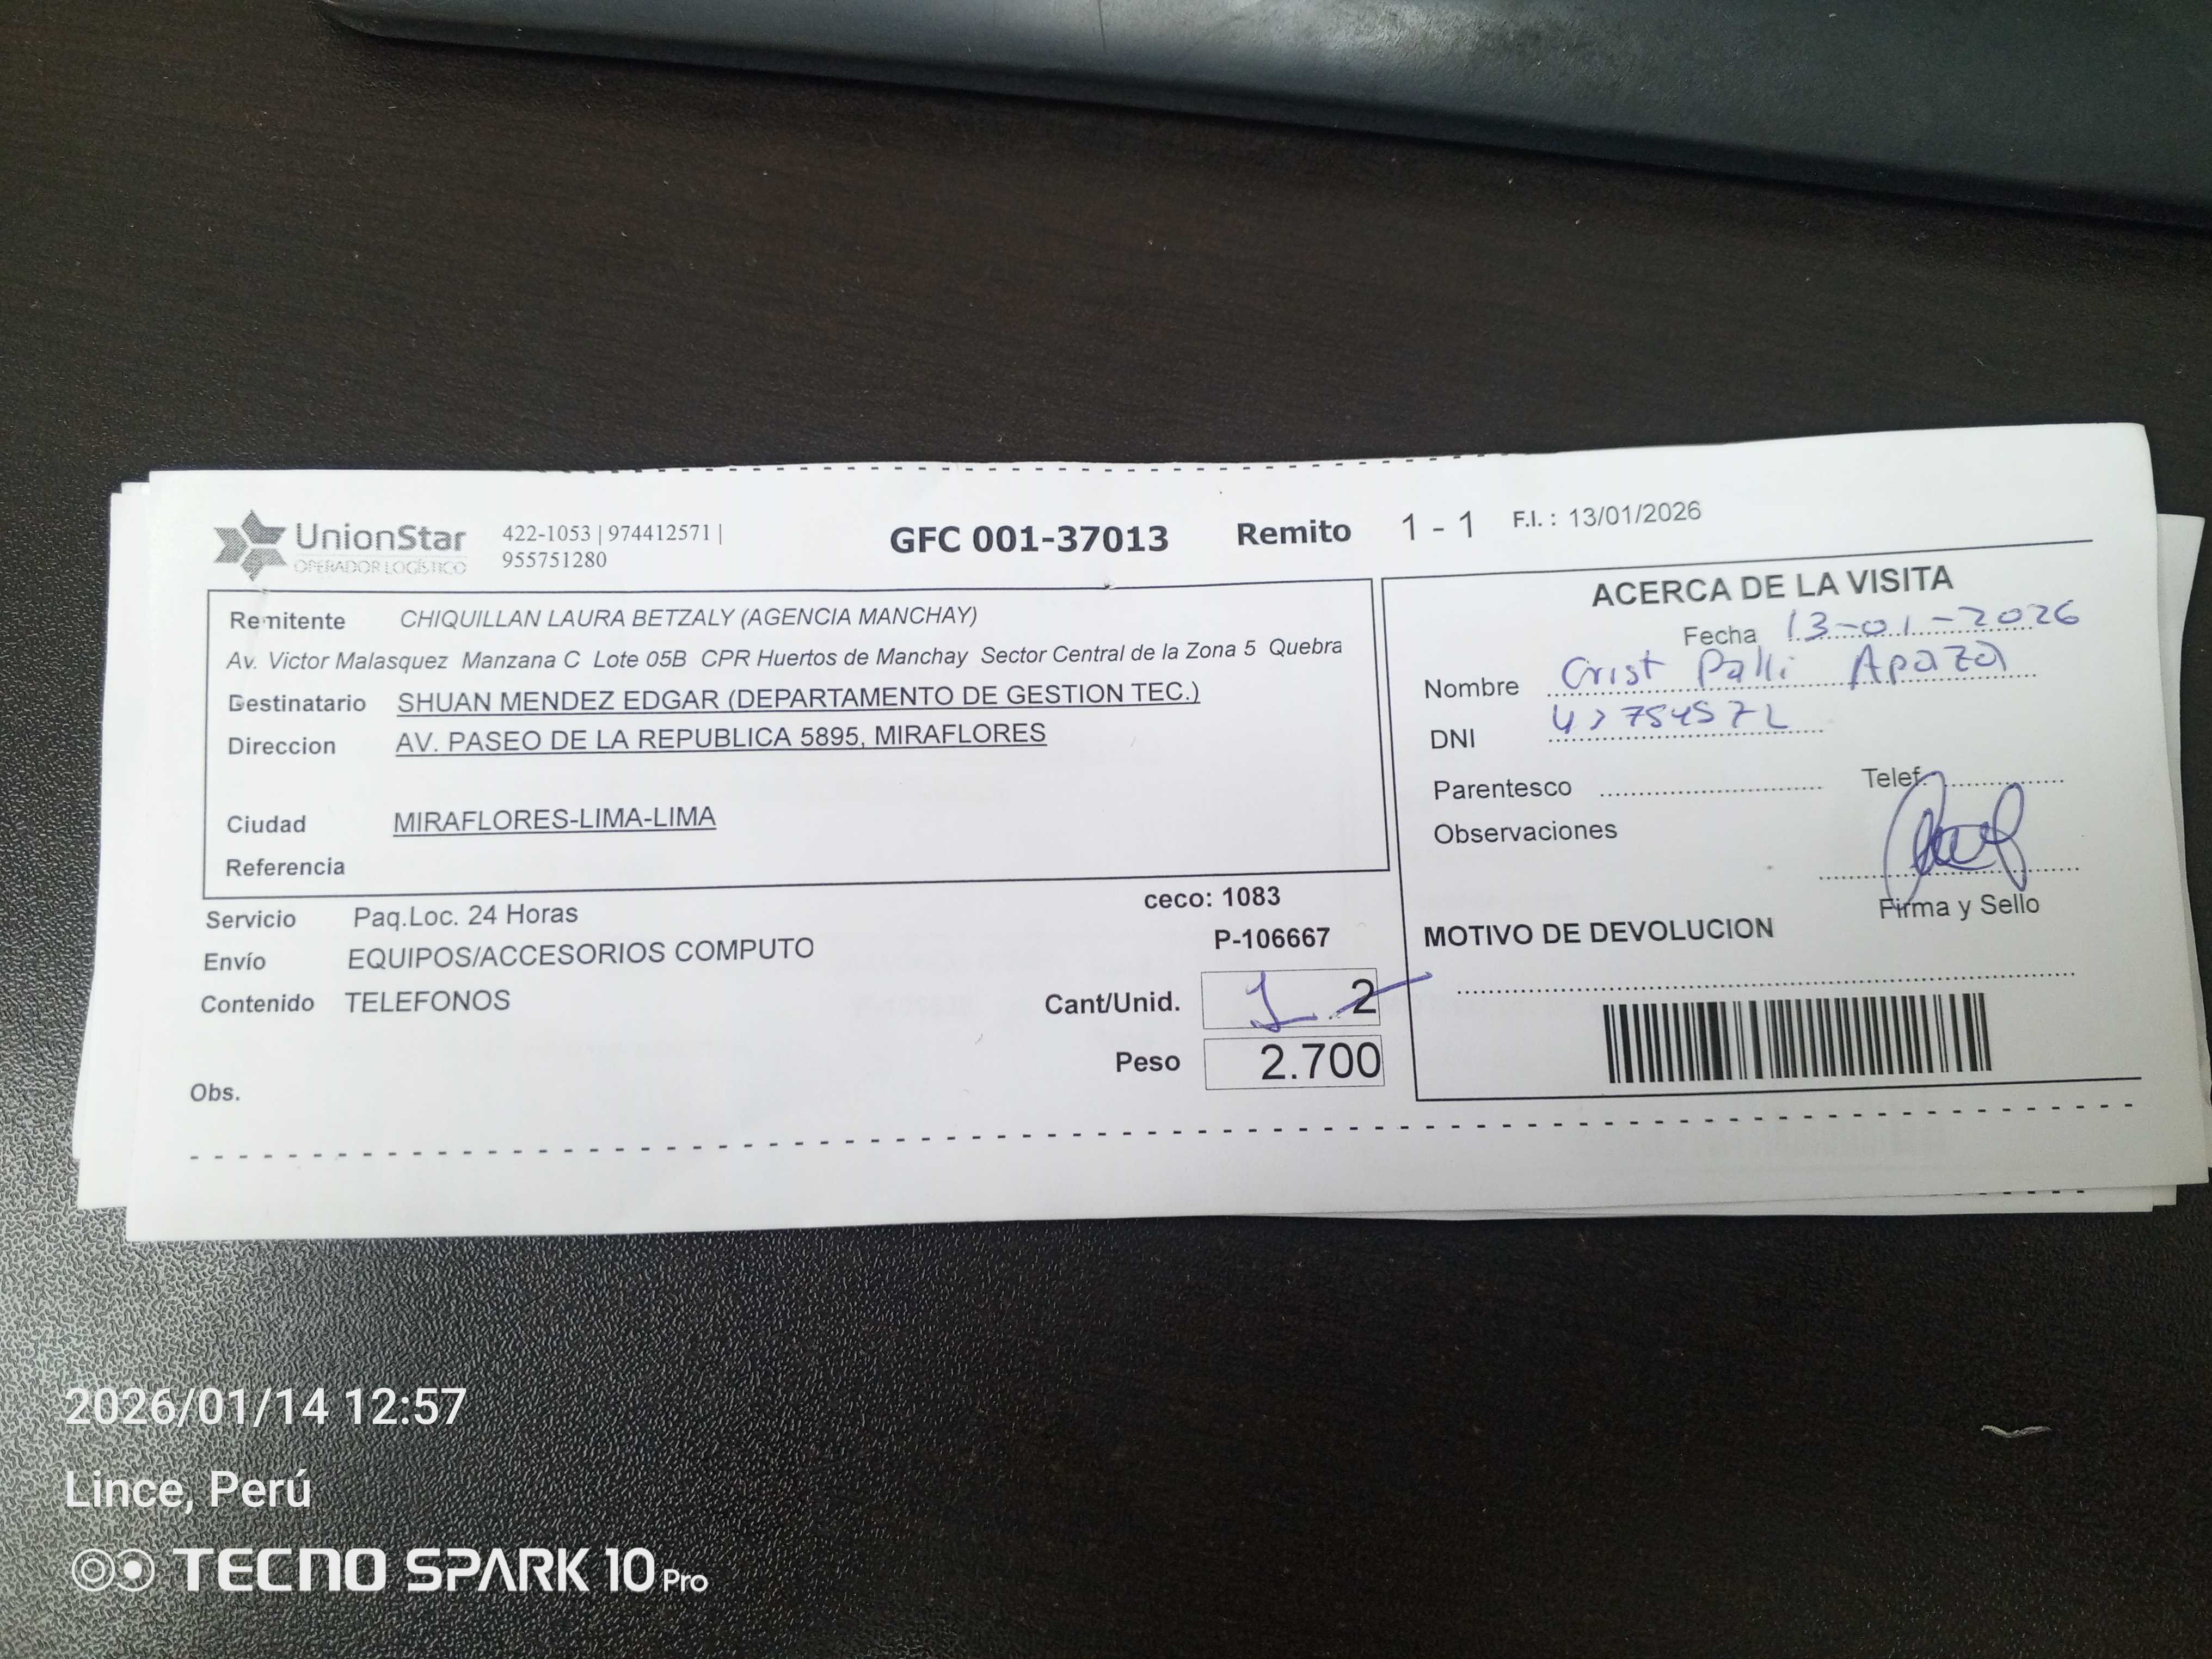 UnionStar
OPERADOR LOGÍSTICO
422-1053 | 974412571 |
955751280
GFC 001-37013 Remito 1 - 1 F.I. : 13/01/2026
Remitente CHIQUILLAN LAURA BETZALY (AGENCIA MANCHAY)
Av. Victor Malasquez Manzana C Lote 05B CPR Huertos de Manchay Sector Central de la Zona 5 Quebra
Destinatario SHUAN MENDEZ EDGAR (DEPARTAMENTO DE GESTION TEC.)
Direccion AV. PASEO DE LA REPUBLICA 5895, MIRAFLORES
Ciudad MIRAFLORES-LIMA-LIMA
Referencia
Servicio Paq.Loc. 24 Horas
Envío EQUIPOS/ACCESORIOS COMPUTO
Contenido TELEFONOS
Obs.
ceco: 1083
P-106667
Cant/Unid. 1 2
Peso 2.700
ACERCA DE LA VISITA
Fecha 13-01-2026
Nombre Crist Palli Apaza
DNI
Parentesco Telef.
Observaciones
Firma y Sello
MOTIVO DE DEVOLUCION
2026/01/14 12:57
Lince, Perú
TECNO SPARK 10 Pro